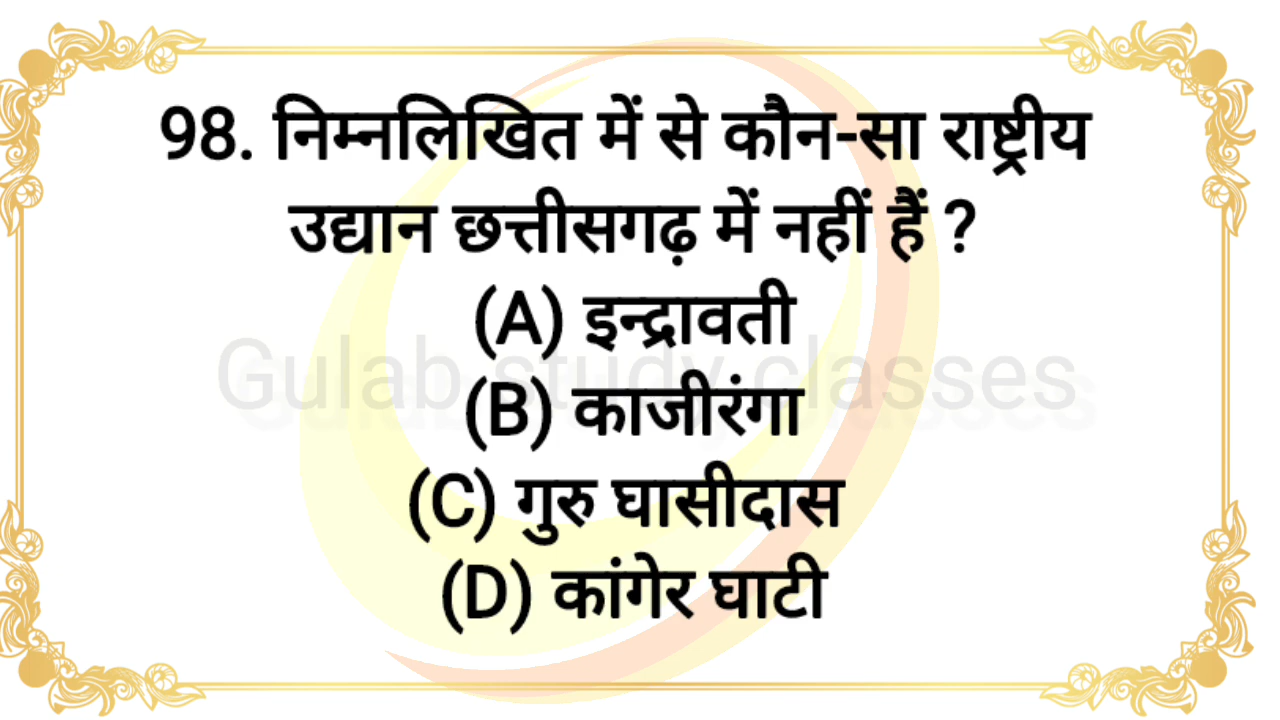 98. निम्नलिखित में से कौन-सा राष्ट्रीय
उद्यान छत्तीसगढ़ में नहीं हैं ?
(A) इन्द्रावती
Gulab study classes
(B) काजीरंगा
(C) गुरु घासीदास
(D) कांगेर घाटी